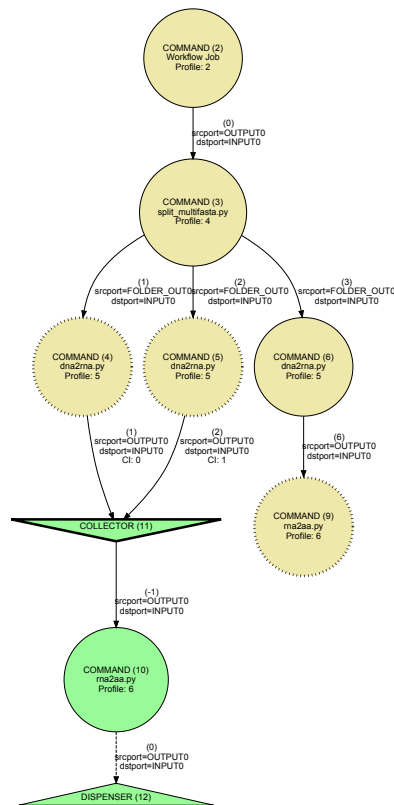 COMMAND (2)
Workflow Job
Profile: 2
(0)
srcport=OUTPUT0
dstport=INPUT0
COMMAND (3)
split_multifasta.py
Profile: 4
(1)
srcport=FOLDER_OUT0
dstport=INPUT0
(2)
srcport=FOLDER_OUT0
dstport=INPUT0
(3)
srcport=FOLDER_OUT0
dstport=INPUT0
COMMAND (4)
dna2rna.py
Profile: 5
COMMAND (5)
dna2rna.py
Profile: 5
COMMAND (6)
dna2rna.py
Profile: 5
(1)
srcport=OUTPUT0
dstport=INPUT0
CI: 0
(2)
srcport=OUTPUT0
dstport=INPUT0
CI: 1
(6)
srcport=OUTPUT0
dstport=INPUT0
COLLECTOR (11)
COMMAND (9)
rna2aa.py
Profile: 6
(-1)
srcport=OUTPUT0
dstport=INPUT0
COMMAND (10)
rna2aa.py
Profile: 6
(0)
srcport=OUTPUT0
dstport=INPUT0
DISPENSER (12)